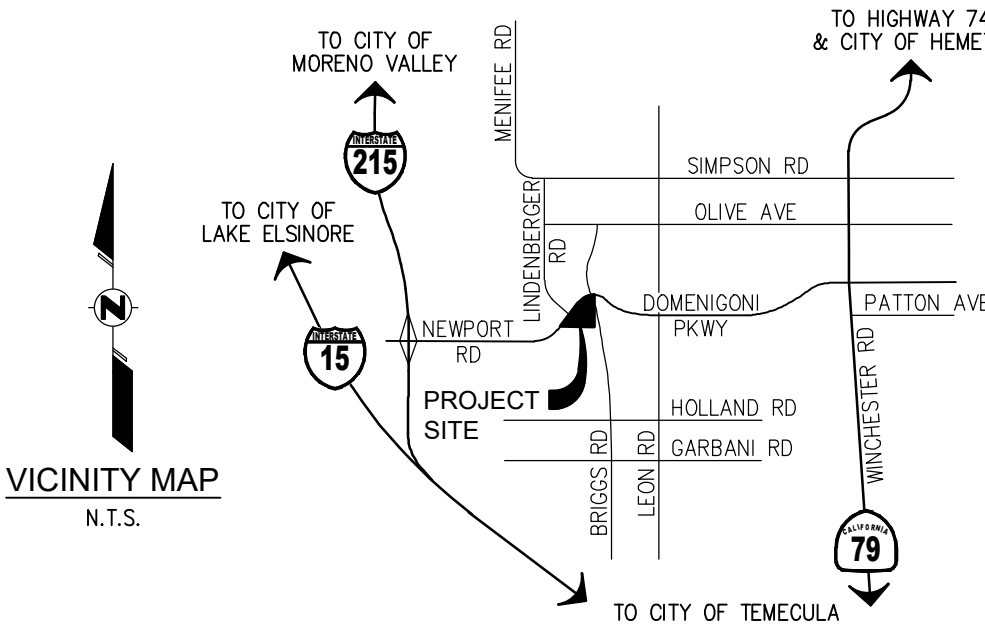 TO HIGHWAY 74
& CITY OF HEMET
TO CITY OF
MORENO VALLEY
MENIFEE RD
INTERSTATE
215
SIMPSON RD
TO CITY OF
LAKE ELSINORE
LINDENBERGER
RD
OLIVE AVE
N
DOMENIGONI
PKWY
PATTON AVE
NEWPORT
RD
INTERSTATE
15
WINCHESTER RD
PROJECT
SITE
HOLLAND RD
GARBANI RD
BRIGGS RD
LEON RD
VICINITY MAP
N.T.S.
CALIFORNIA
79
TO CITY OF TEMECULA